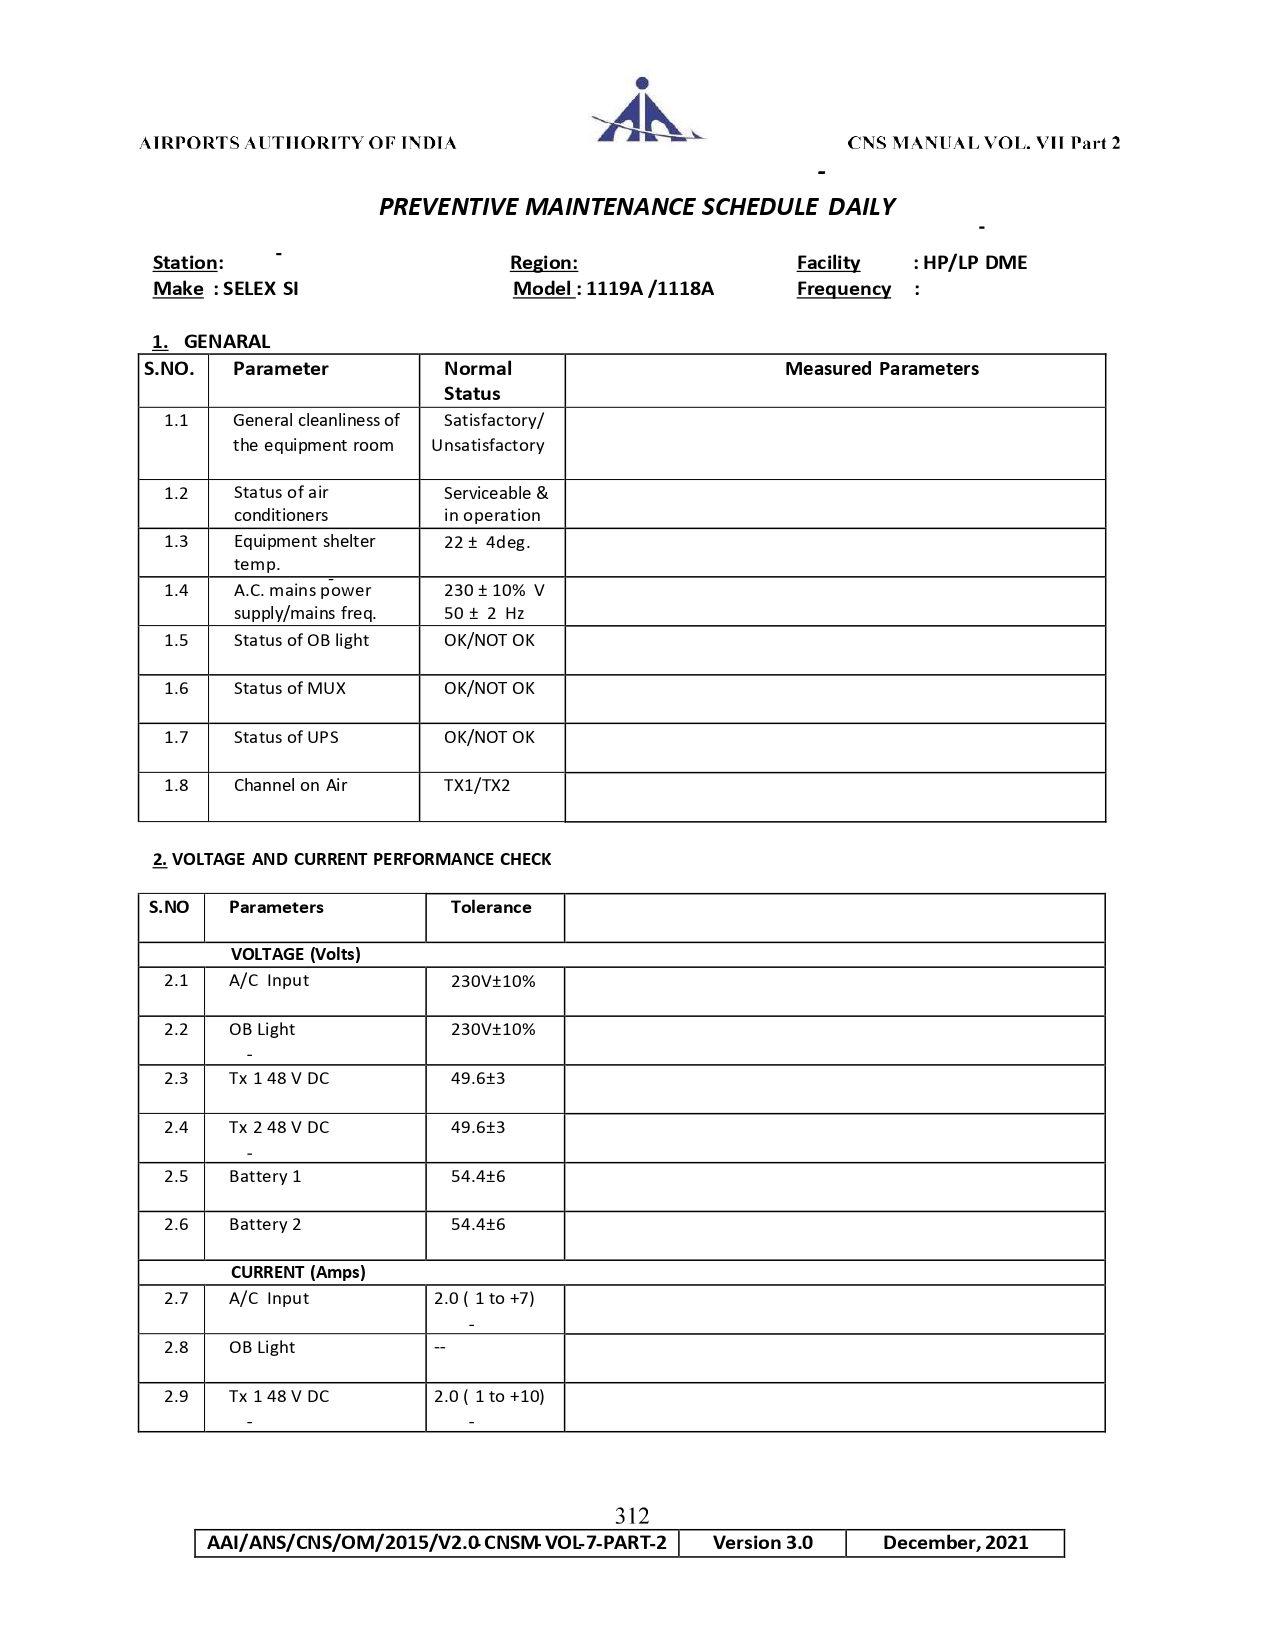 AIRPORTS AUTHORITY OF INDIA
CNS MANUAL VOL. VII Part 2
-
PREVENTIVE MAINTENANCE SCHEDULE DAILY
-
Station: - Region: Facility : HP/LP DME
Make : SELEX SI Model : 1119A /1118A Frequency :
1. GENARAL
S.NO. Parameter Normal Measured Parameters
Status
1.1 General cleanliness of Satisfactory/
the equipment room Unsatisfactory
1.2 Status of air Serviceable &
conditioners in operation
1.3 Equipment shelter 22 ± 4deg.
temp.
-
1.4 A.C. mains power 230 ± 10% V
supply/mains freq. 50 ± 2 Hz
1.5 Status of OB light OK/NOT OK
1.6 Status of MUX OK/NOT OK
1.7 Status of UPS OK/NOT OK
1.8 Channel on Air TX1/TX2
2. VOLTAGE AND CURRENT PERFORMANCE CHECK
S.NO Parameters Tolerance
VOLTAGE (Volts)
2.1 A/C Input 230V±10%
2.2 OB Light 230V±10%
-
2.3 Tx 1 48 V DC 49.6±3
2.4 Tx 2 48 V DC 49.6±3
-
2.5 Battery 1 54.4±6
2.6 Battery 2 54.4±6
CURRENT (Amps)
2.7 A/C Input 2.0 ( 1 to +7)
-
2.8 OB Light --
2.9 Tx 1 48 V DC 2.0 ( 1 to +10)
- -
312
AAI/ANS/CNS/OM/2015/V2.0-CNSM-VOL-7-PART-2 Version 3.0 December, 2021